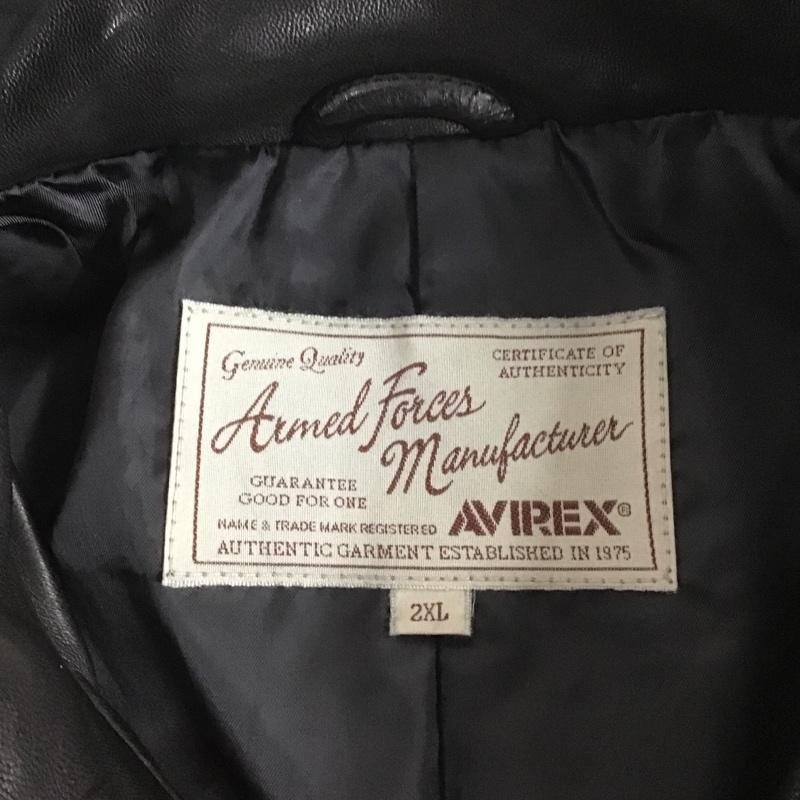 Genuine Quality
CERTIFICATE OF
AUTHENTICITY
Armed Forces
Manufacturer
GUARANTEE
GOOD FOR ONE
NAME & TRADE MARK REGISTERED
AVIREX®
AUTHENTIC GARMENT ESTABLISHED IN 1975
2XL